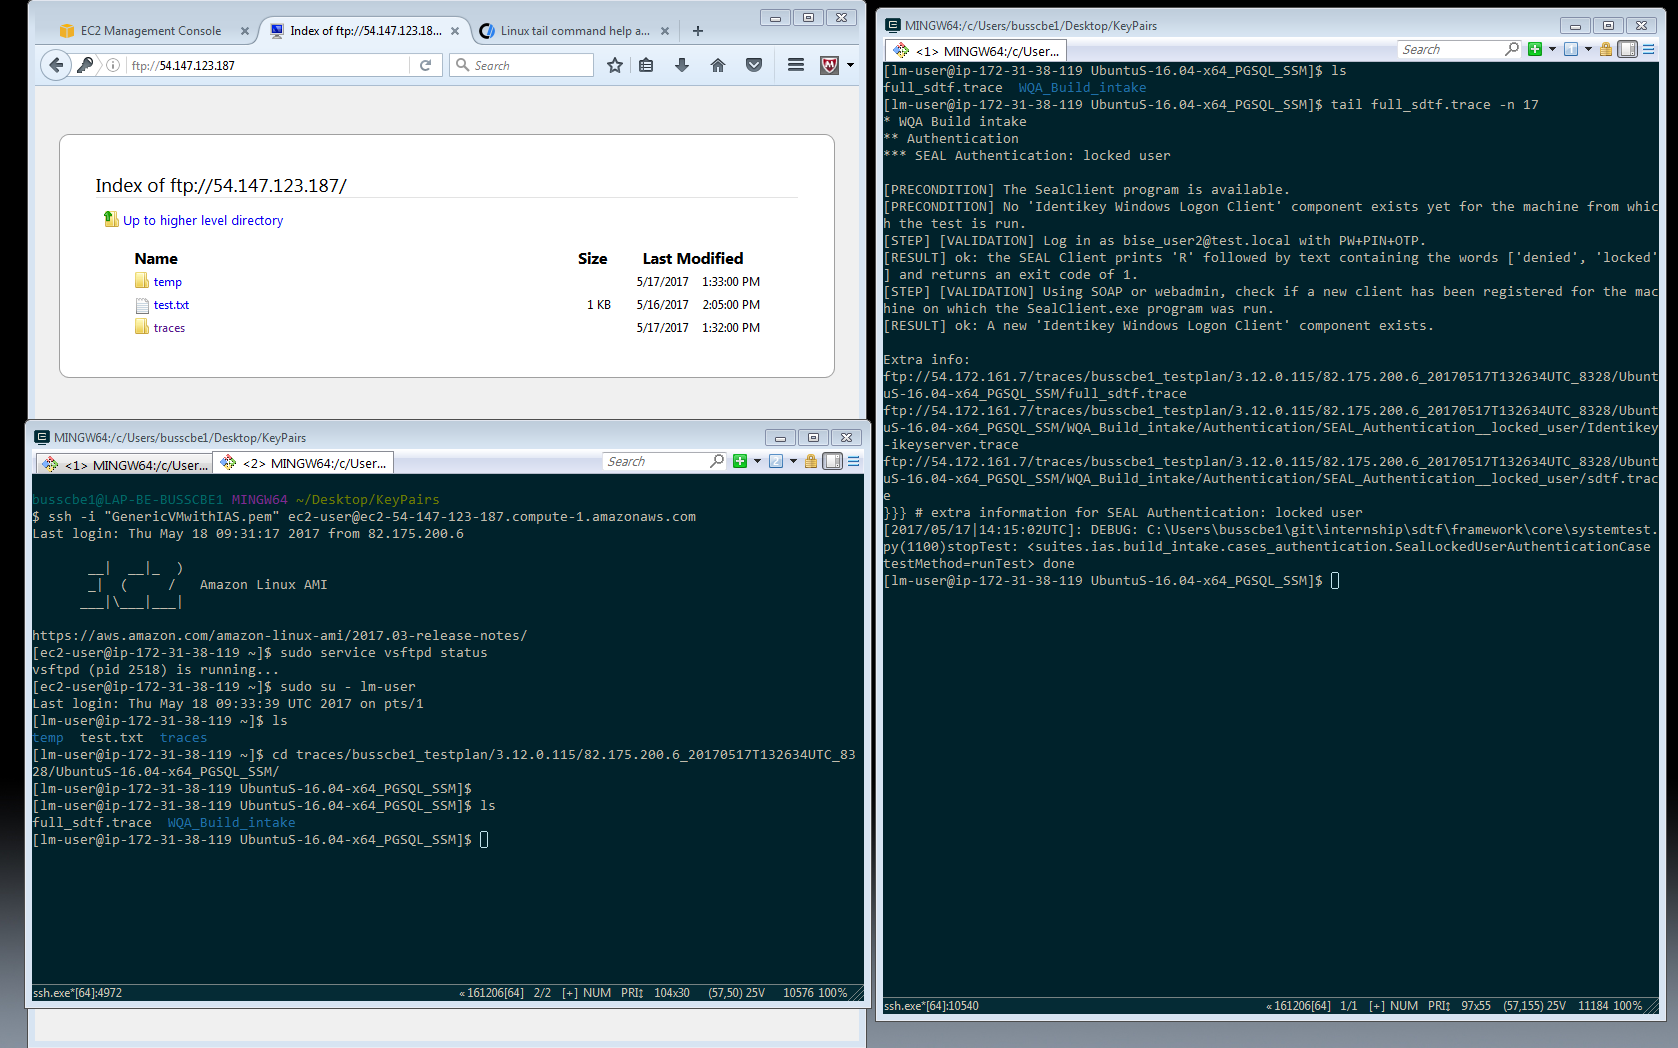 EC2 Management Console
Index of ftp://54.147.123.18...
Linux tail command help a...
ftp://54.147.123.187
Search
Index of ftp://54.147.123.187/
Up to higher level directory
Name Size Last Modified
temp 5/17/2017 1:33:00 PM
test.txt 1 KB 5/16/2017 2:05:00 PM
traces 5/17/2017 1:32:00 PM
MINGW64:/c/Users/busscbe1/Desktop/KeyPairs
<1> MINGW64:/c/User...
<2> MINGW64:/c/User...
Search
busscbe1@LAP-BE-BUSSCBE1 MINGW64 ~/Desktop/KeyPairs
$ ssh -i "GenericVMwithIAS.pem" ec2-user@ec2-54-147-123-187.compute-1.amazonaws.com
Last login: Thu May 18 09:31:17 2017 from 82.175.200.6
__| __|_ )
_| ( / Amazon Linux AMI
___|\___|___|
https://aws.amazon.com/amazon-linux-ami/2017.03-release-notes/
[ec2-user@ip-172-31-38-119 ~]$ sudo service vsftpd status
vsftpd (pid 2518) is running...
[ec2-user@ip-172-31-38-119 ~]$ sudo su - lm-user
Last login: Thu May 18 09:33:39 UTC 2017 on pts/1
[lm-user@ip-172-31-38-119 ~]$ ls
temp test.txt traces
[lm-user@ip-172-31-38-119 ~]$ cd traces/busscbe1_testplan/3.12.0.115/82.175.200.6_20170517T132634UTC_83
28/UbuntuS-16.04-x64_PGSQL_SSM/
[lm-user@ip-172-31-38-119 UbuntuS-16.04-x64_PGSQL_SSM]$
[lm-user@ip-172-31-38-119 UbuntuS-16.04-x64_PGSQL_SSM]$ ls
full_sdtf.trace WQA_Build_intake
[lm-user@ip-172-31-38-119 UbuntuS-16.04-x64_PGSQL_SSM]$
ssh.exe*[64]:4972 «161206[64] 2/2 [+] NUM PRI↕ 104x30 (57,50) 25V 10576 100%
MINGW64:/c/Users/busscbe1/Desktop/KeyPairs
<1> MINGW64:/c/User...
Search
[lm-user@ip-172-31-38-119 UbuntuS-16.04-x64_PGSQL_SSM]$ ls
full_sdtf.trace WQA_Build_intake
[lm-user@ip-172-31-38-119 UbuntuS-16.04-x64_PGSQL_SSM]$ tail full_sdtf.trace -n 17
* WQA Build intake
** Authentication
*** SEAL Authentication: locked user
[PRECONDITION] The SealClient program is available.
[PRECONDITION] No 'Identikey Windows Logon Client' component exists yet for the machine from whic
h the test is run.
[STEP] [VALIDATION] Log in as bise_user2@test.local with PW+PIN+OTP.
[RESULT] ok: the SEAL Client prints 'R' followed by text containing the words ['denied', 'locked'
] and returns an exit code of 1.
[STEP] [VALIDATION] Using SOAP or webadmin, check if a new client has been registered for the mac
hine on which the SealClient.exe program was run.
[RESULT] ok: A new 'Identikey Windows Logon Client' component exists.
Extra info:
ftp://54.172.161.7/traces/busscbe1_testplan/3.12.0.115/82.175.200.6_20170517T132634UTC_8328/Ubunt
uS-16.04-x64_PGSQL_SSM/full_sdtf.trace
ftp://54.172.161.7/traces/busscbe1_testplan/3.12.0.115/82.175.200.6_20170517T132634UTC_8328/Ubunt
uS-16.04-x64_PGSQL_SSM/WQA_Build_intake/Authentication/SEAL_Authentication__locked_user/Identikey
-ikeyserver.trace
ftp://54.172.161.7/traces/busscbe1_testplan/3.12.0.115/82.175.200.6_20170517T132634UTC_8328/Ubunt
uS-16.04-x64_PGSQL_SSM/WQA_Build_intake/Authentication/SEAL_Authentication__locked_user/sdtf.trac
e
}}} # extra information for SEAL Authentication: locked user
[2017/05/17|14:15:02UTC]: DEBUG: C:\Users\busscbe1\git\internship\sdtf\framework\core\systemtest.
py(1100)stopTest: <suites.ias.build_intake.cases_authentication.SealLockedUserAuthenticationCase
testMethod=runTest> done
[lm-user@ip-172-31-38-119 UbuntuS-16.04-x64_PGSQL_SSM]$
ssh.exe*[64]:10540 «161206[64] 1/1 [+] NUM PRI↕ 97x55 (57,155) 25V 11184 100%